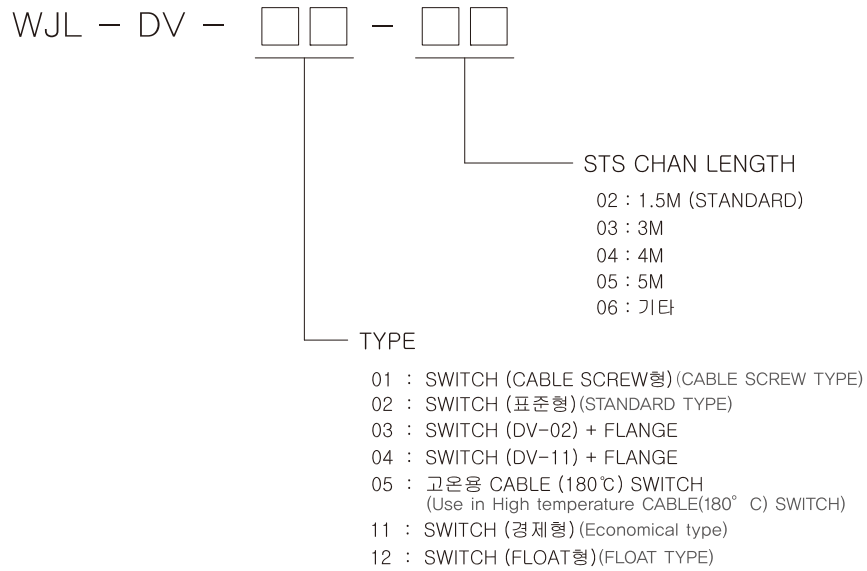 WJL - DV - □□ - □□
STS CHAN LENGTH
02 : 1.5M (STANDARD)
03 : 3M
04 : 4M
05 : 5M
06 : 기타
TYPE
01 : SWITCH (CABLE SCREW형)(CABLE SCREW TYPE)
02 : SWITCH (표준형)(STANDARD TYPE)
03 : SWITCH (DV-02) + FLANGE
04 : SWITCH (DV-11) + FLANGE
05 : 고온용 CABLE (180℃) SWITCH
(Use in High temperature CABLE(180° C) SWITCH)
11 : SWITCH (경제형)(Economical type)
12 : SWITCH (FLOAT형)(FLOAT TYPE)